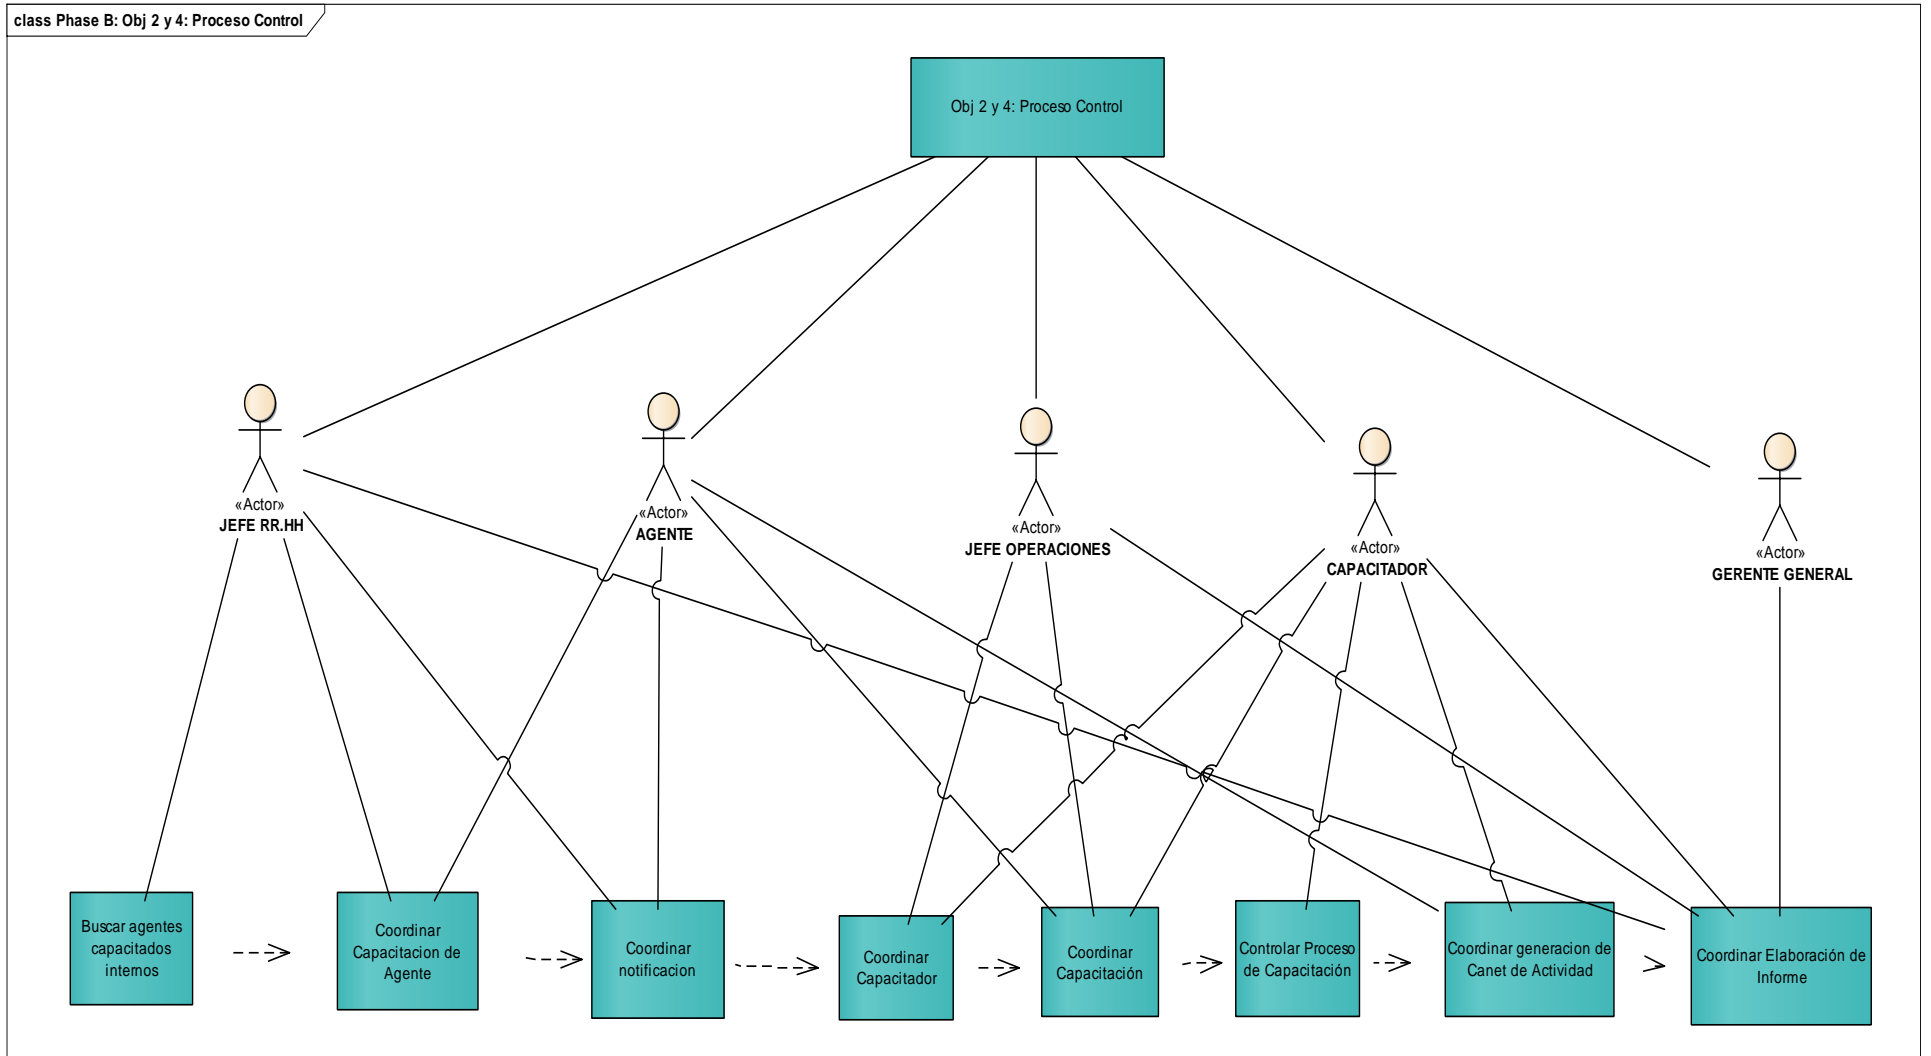 class Phase B: Obj 2 y 4: Proceso Control
Obj 2 y 4: Proceso Control
«Actor»
JEFE RR.HH
«Actor»
AGENTE
«Actor»
JEFE OPERACIONES
«Actor»
CAPACITADOR
«Actor»
GERENTE GENERAL
Buscar agentes
capacitados
internos
Coordinar
Capacitacion de
Agente
Coordinar
notificacion
Coordinar
Capacitador
Coordinar
Capacitación
Controlar Proceso
de Capacitación
Coordinar generacion de
Canet de Actividad
Coordinar Elaboración de
Informe